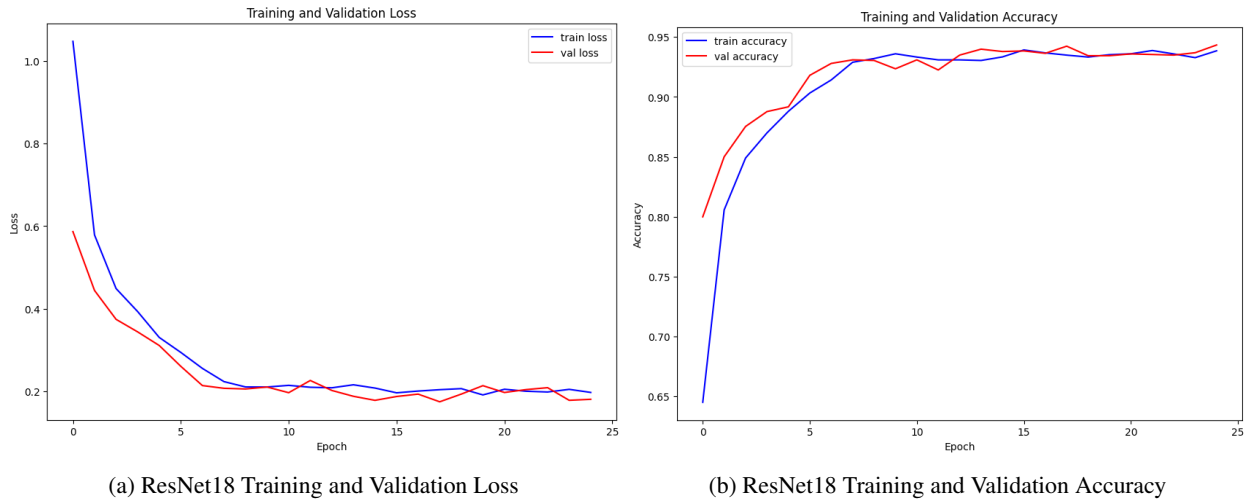 Training and Validation Loss
train loss
val loss
1.0
0.8
0.6
0.4
0.2
Loss
0 5 10 15 20 25
Epoch
(a) ResNet18 Training and Validation Loss
Training and Validation Accuracy
train accuracy
val accuracy
0.95
0.90
0.85
0.80
0.75
0.70
0.65
Accuracy
0 5 10 15 20 25
Epoch
(b) ResNet18 Training and Validation Accuracy